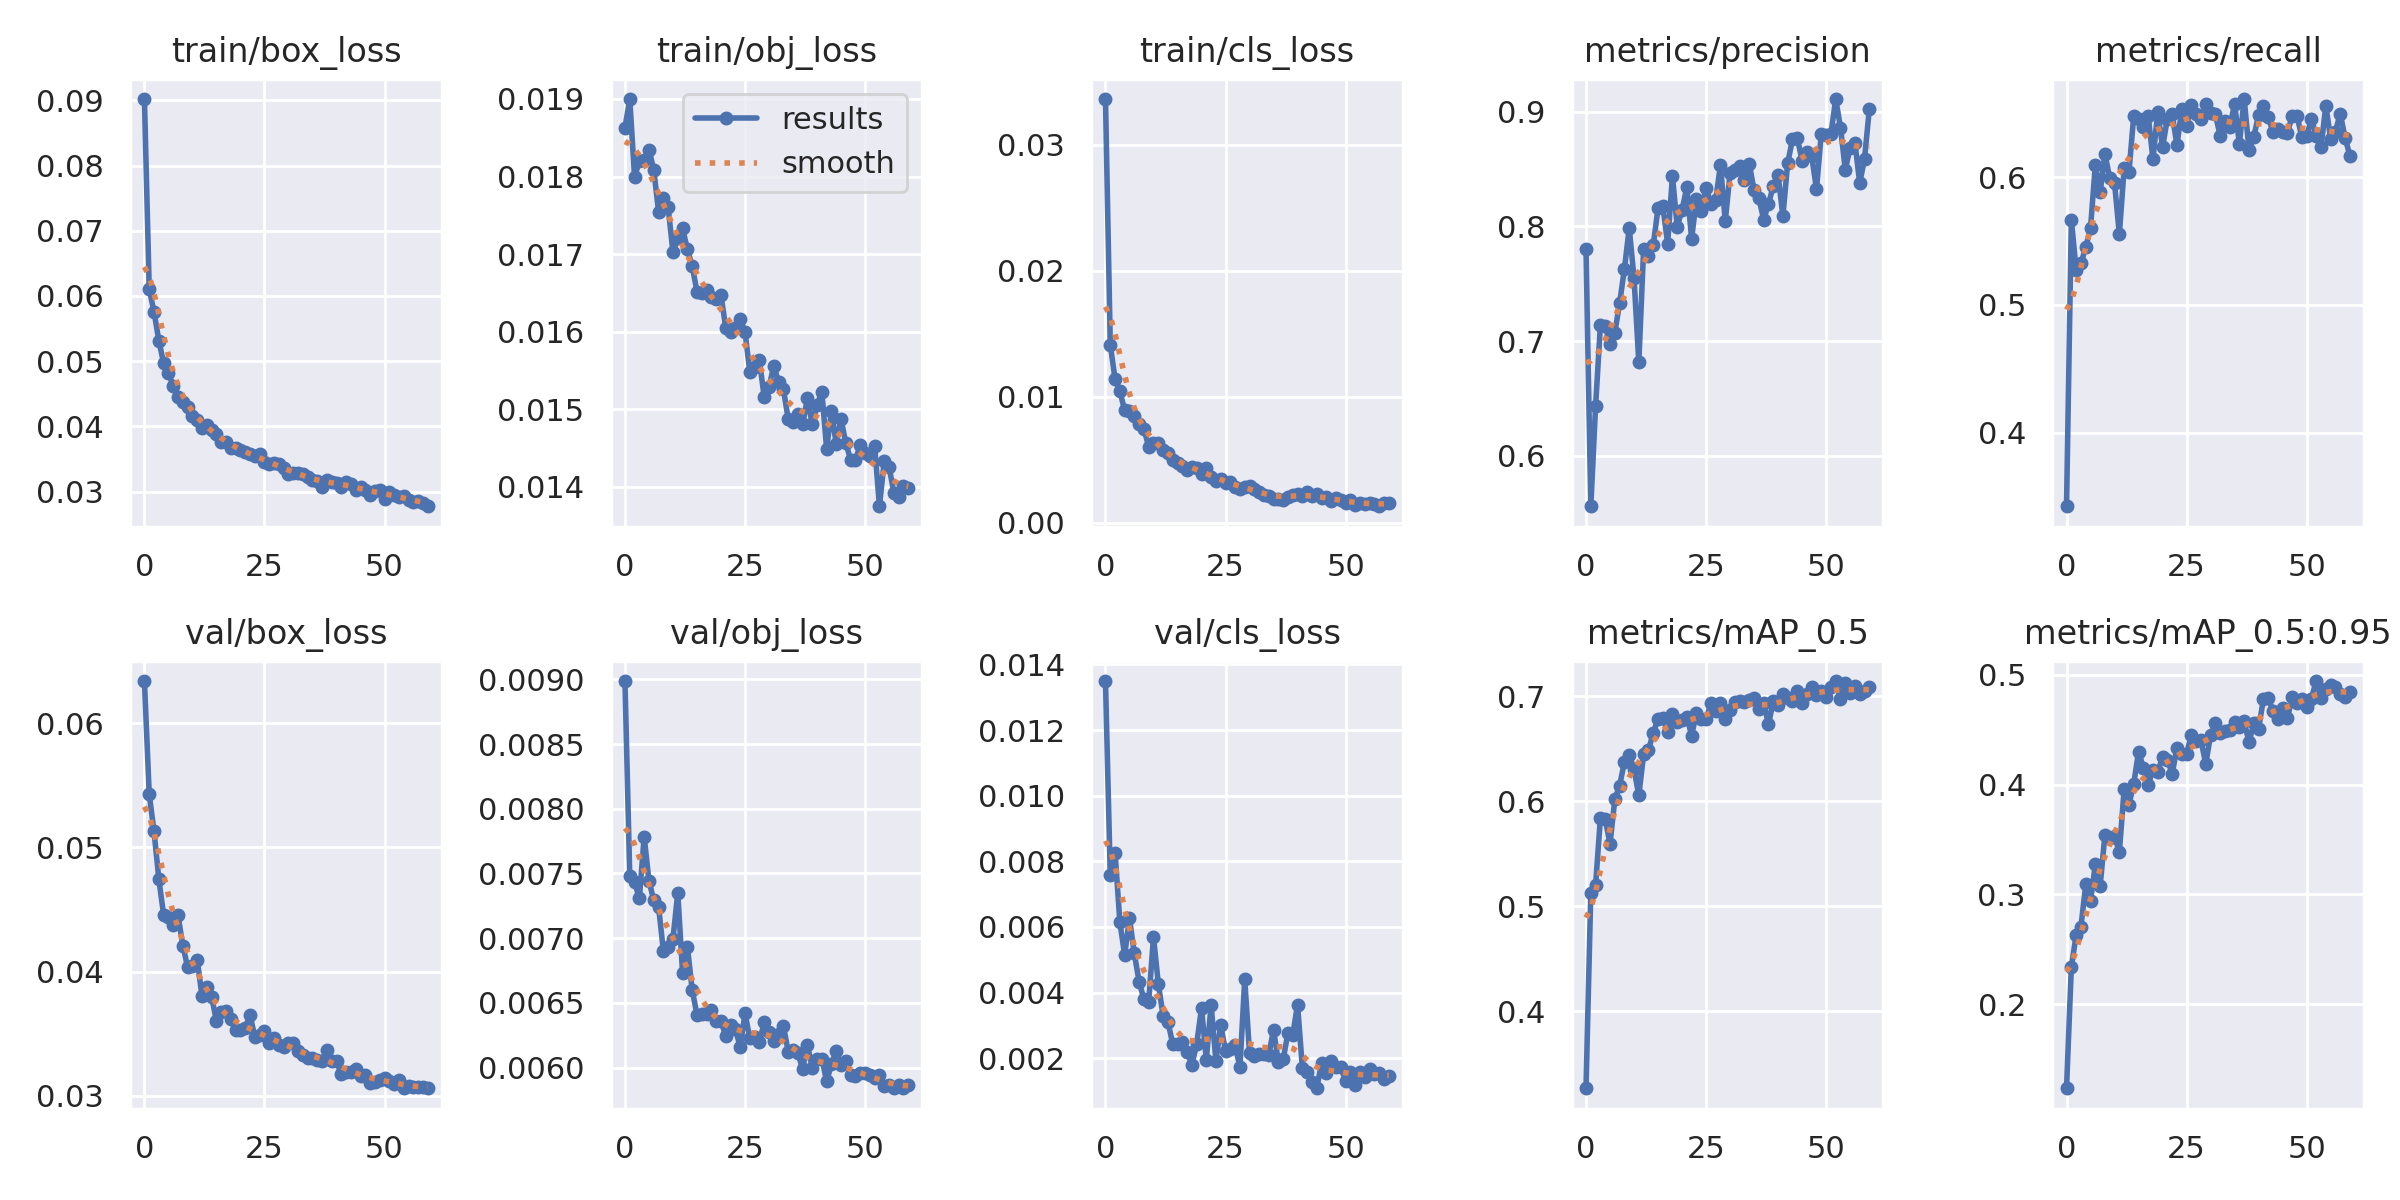 train/box_loss
0.09
0.08
0.07
0.06
0.05
0.04
0.03
0 25 50
train/obj_loss
results
smooth
0.019
0.018
0.017
0.016
0.015
0.014
0 25 50
train/cls_loss
0.03
0.02
0.01
0.00
0 25 50
metrics/precision
0.9
0.8
0.7
0.6
0 25 50
metrics/recall
0.6
0.5
0.4
0 25 50
val/box_loss
0.06
0.05
0.04
0.03
0 25 50
val/obj_loss
0.0090
0.0085
0.0080
0.0075
0.0070
0.0065
0.0060
0 25 50
val/cls_loss
0.014
0.012
0.010
0.008
0.006
0.004
0.002
0 25 50
metrics/mAP_0.5
0.7
0.6
0.5
0.4
0 25 50
metrics/mAP_0.5:0.95
0.5
0.4
0.3
0.2
0 25 50